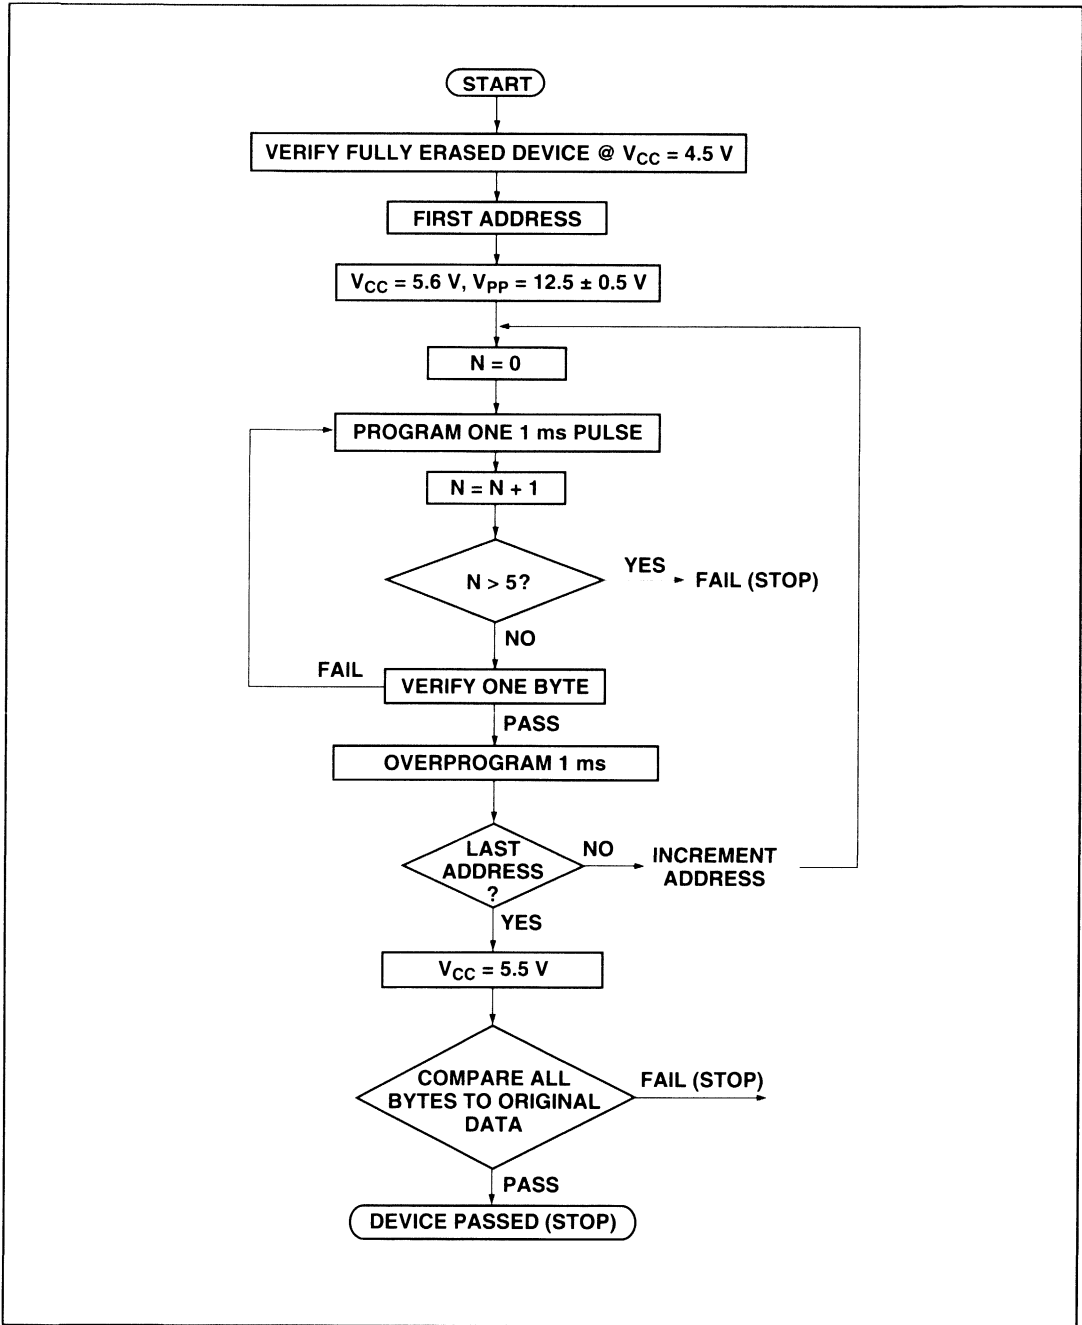 START
VERIFY FULLY ERASED DEVICE @ VCC = 4.5 V
FIRST ADDRESS
VCC = 5.6 V, VPP = 12.5 ± 0.5 V
N = 0
PROGRAM ONE 1 ms PULSE
N = N + 1
N > 5?
YES
FAIL (STOP)
NO
FAIL
VERIFY ONE BYTE
PASS
OVERPROGRAM 1 ms
LAST
ADDRESS
?
NO
INCREMENT
ADDRESS
YES
VCC = 5.5 V
COMPARE ALL
BYTES TO ORIGINAL
DATA
FAIL (STOP)
PASS
DEVICE PASSED (STOP)